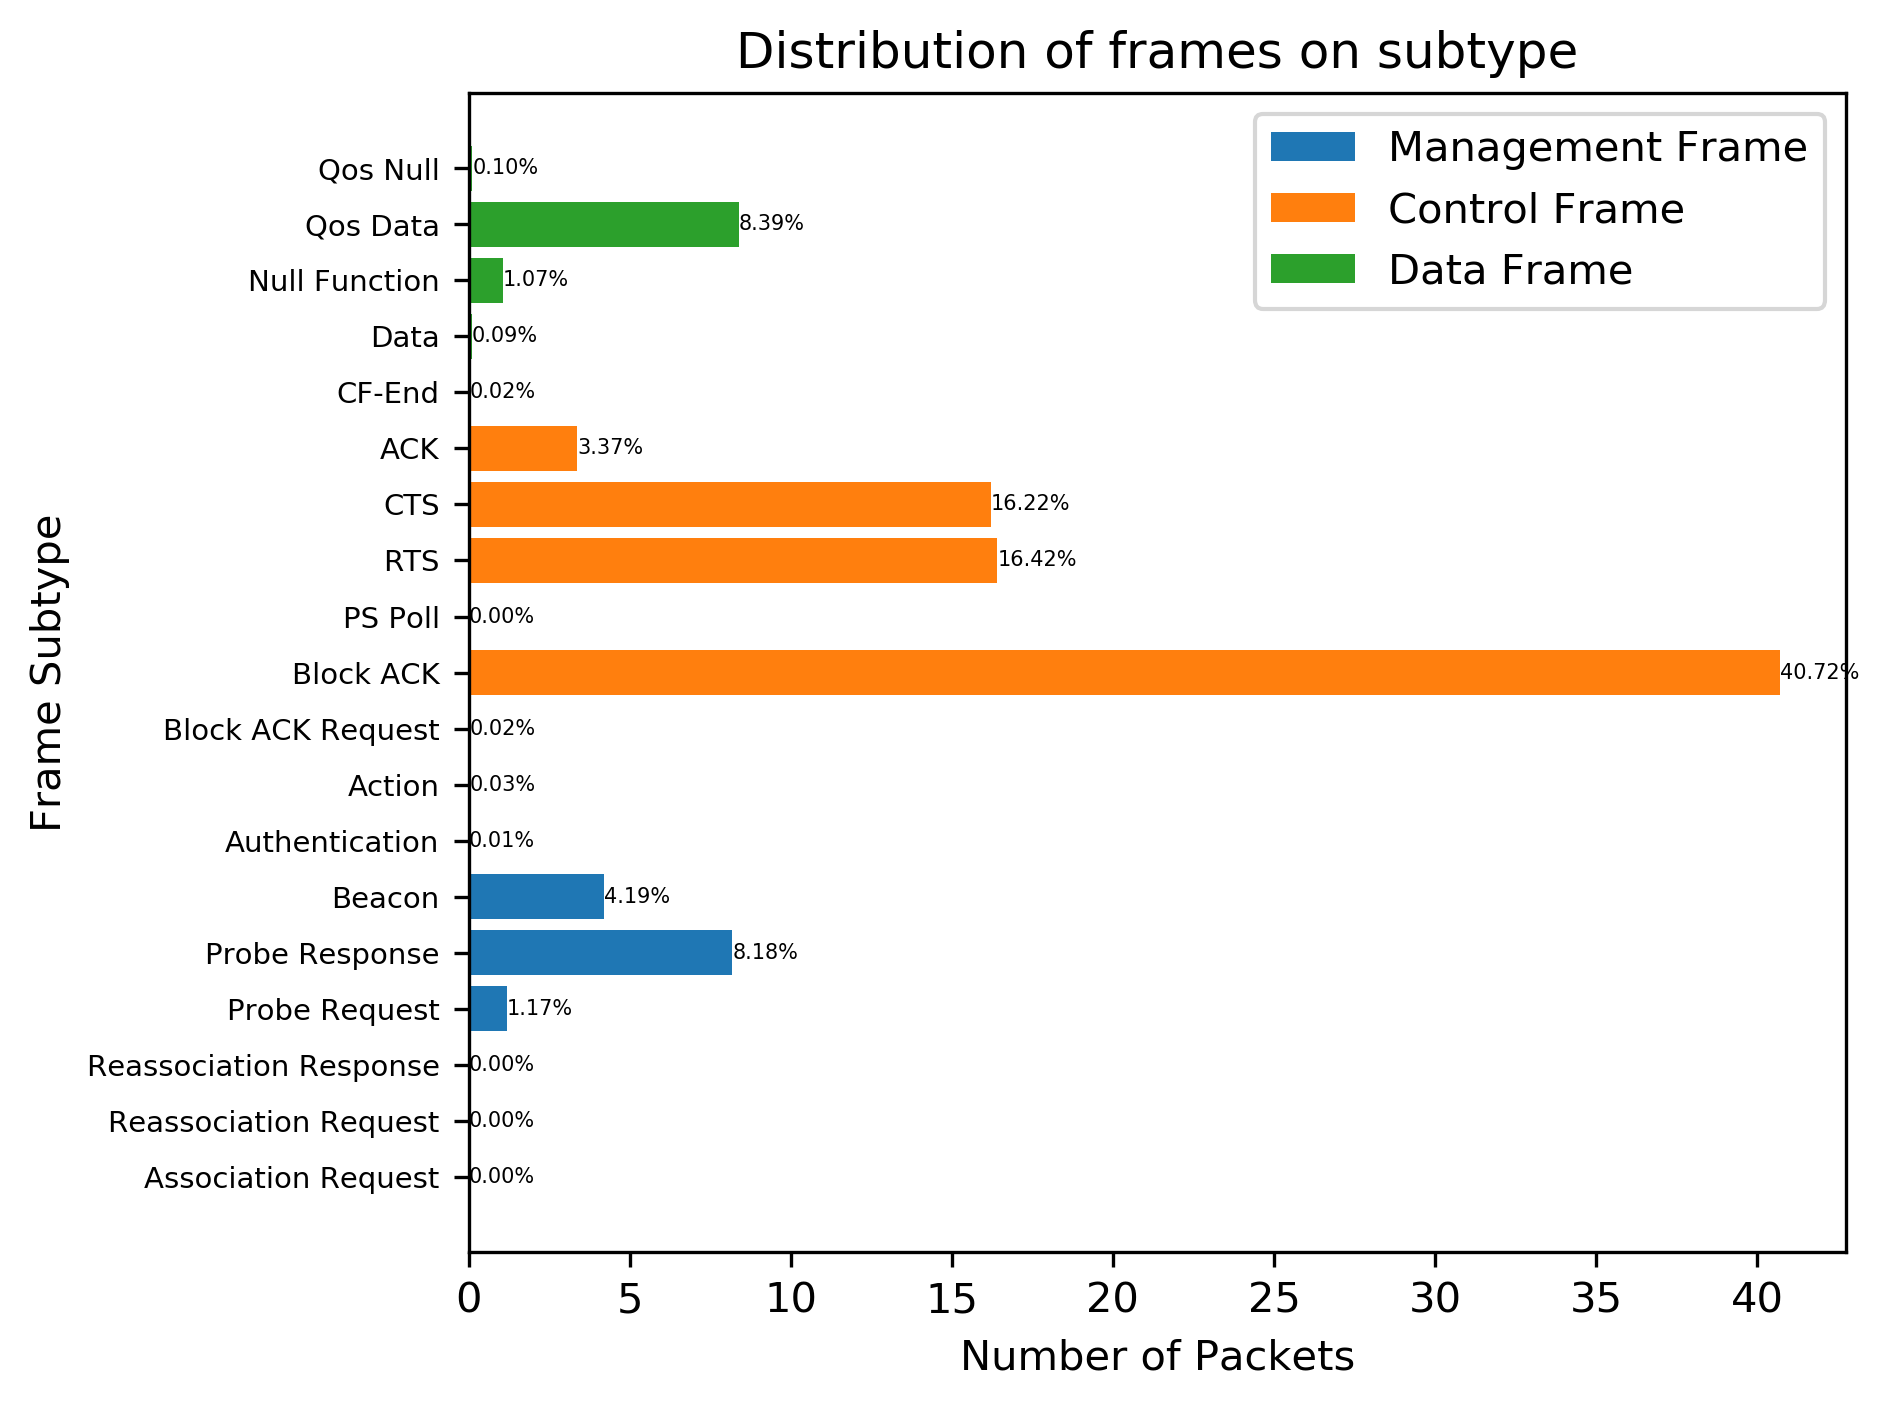 Distribution of frames on subtype
Management Frame
Control Frame
Data Frame
Frame Subtype
Qos Null 0.10%
Qos Data 8.39%
Null Function 1.07%
Data 0.09%
CF-End 0.02%
ACK 3.37%
CTS 16.22%
RTS 16.42%
PS Poll 0.00%
Block ACK 40.72%
Block ACK Request 0.02%
Action 0.03%
Authentication 0.01%
Beacon 4.19%
Probe Response 8.18%
Probe Request 1.17%
Reassociation Response 0.00%
Reassociation Request 0.00%
Association Request 0.00%
0 5 10 15 20 25 30 35 40
Number of Packets